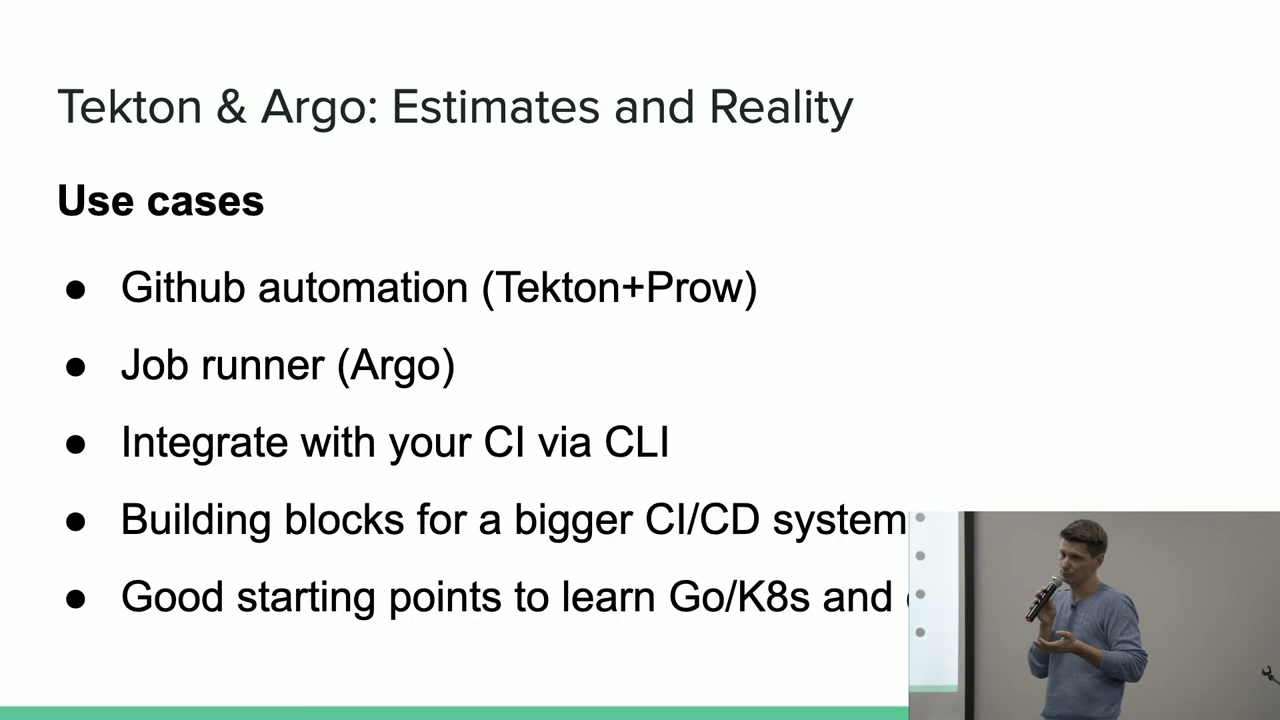 Tekton & Argo: Estimates and Reality
Use cases
● Github automation (Tekton+Prow)
● Job runner (Argo)
● Integrate with your CI via CLI
● Building blocks for a bigger CI/CD system
● Good starting points to learn Go/K8s and